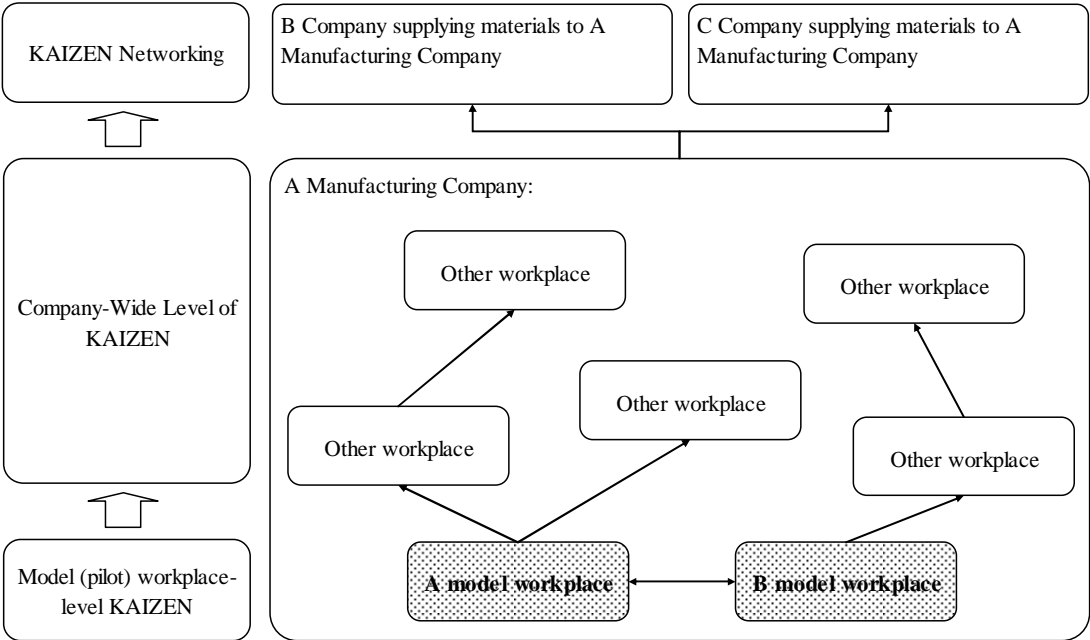 KAIZEN Networking
B Company supplying materials to A
Manufacturing Company
C Company supplying materials to A
Manufacturing Company
Company-Wide Level of
KAIZEN
A Manufacturing Company:
Other workplace
Other workplace
Other workplace
Other workplace
Other workplace
Model (pilot) workplace-
level KAIZEN
A model workplace
B model workplace